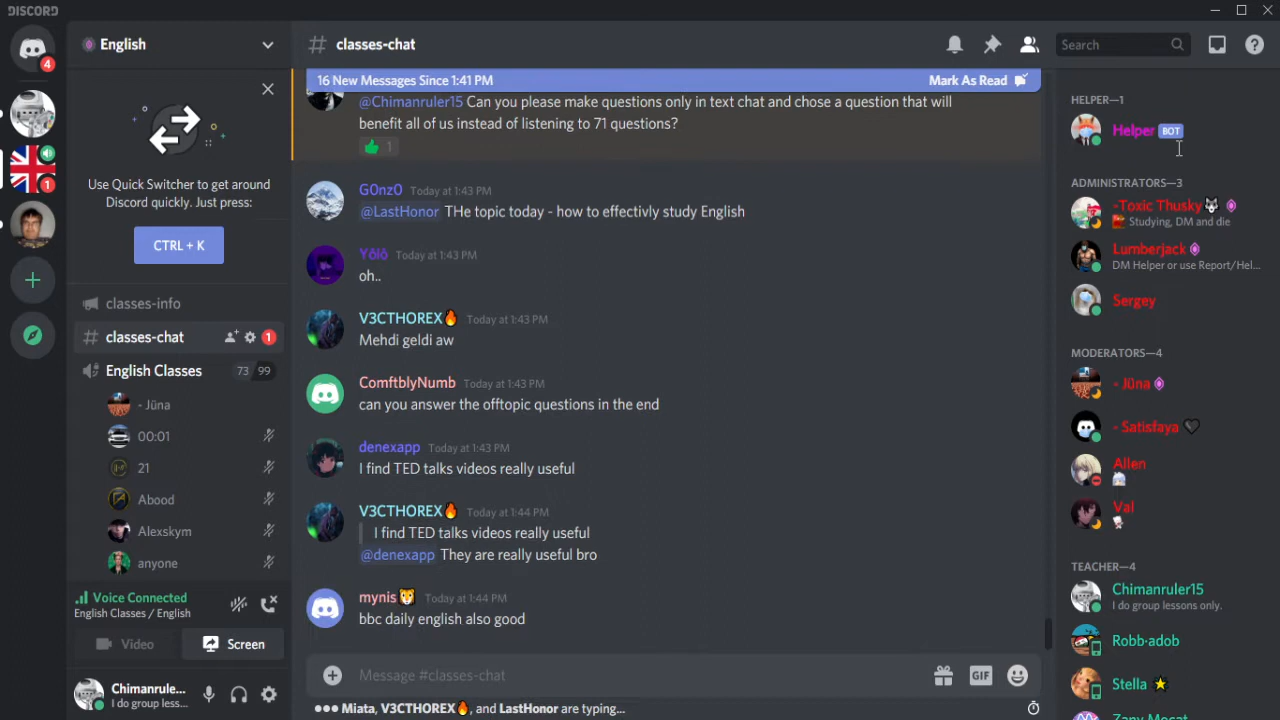 DISCORD
4
1
English
Use Quick Switcher to get around
Discord quickly. Just press:
CTRL + K
classes-info
classes-chat
1
English Classes 73 99
- Jüna
00:01
21
Abood
Alexskym
anyone
Voice Connected
English Classes / English
Video
Screen
Chimanrule...
I do group less...
# classes-chat
16 New Messages Since 1:41 PM
Mark As Read
@Chimanruler15 Can you please make questions only in text chat and chose a question that will
benefit all of us instead of listening to 71 questions?
1
G0nz0 Today at 1:43 PM
@LastHonor THe topic today - how to effectivly study English
Yōlō Today at 1:43 PM
oh..
V3CTHOREX🔥 Today at 1:43 PM
Mehdi geldi aw
ComftblyNumb Today at 1:43 PM
can you answer the offtopic questions in the end
denexapp Today at 1:43 PM
I find TED talks videos really useful
V3CTHOREX🔥 Today at 1:44 PM
I find TED talks videos really useful
@denexapp They are really useful bro
mynis🐯 Today at 1:44 PM
bbc daily english also good
Message #classes-chat
GIF
Miata, V3CTHOREX🔥, and LastHonor are typing...
Search
HELPER—1
Helper BOT
ADMINISTRATORS—3
-Toxic Thusky
Studying, DM and die
Lumberjack
DM Helper or use Report/Hel...
Sergey
MODERATORS—4
- Jüna
- Satisfaya
Allen
Val
TEACHER—4
Chimanruler15
I do group lessons only.
Robb·adob
Stella